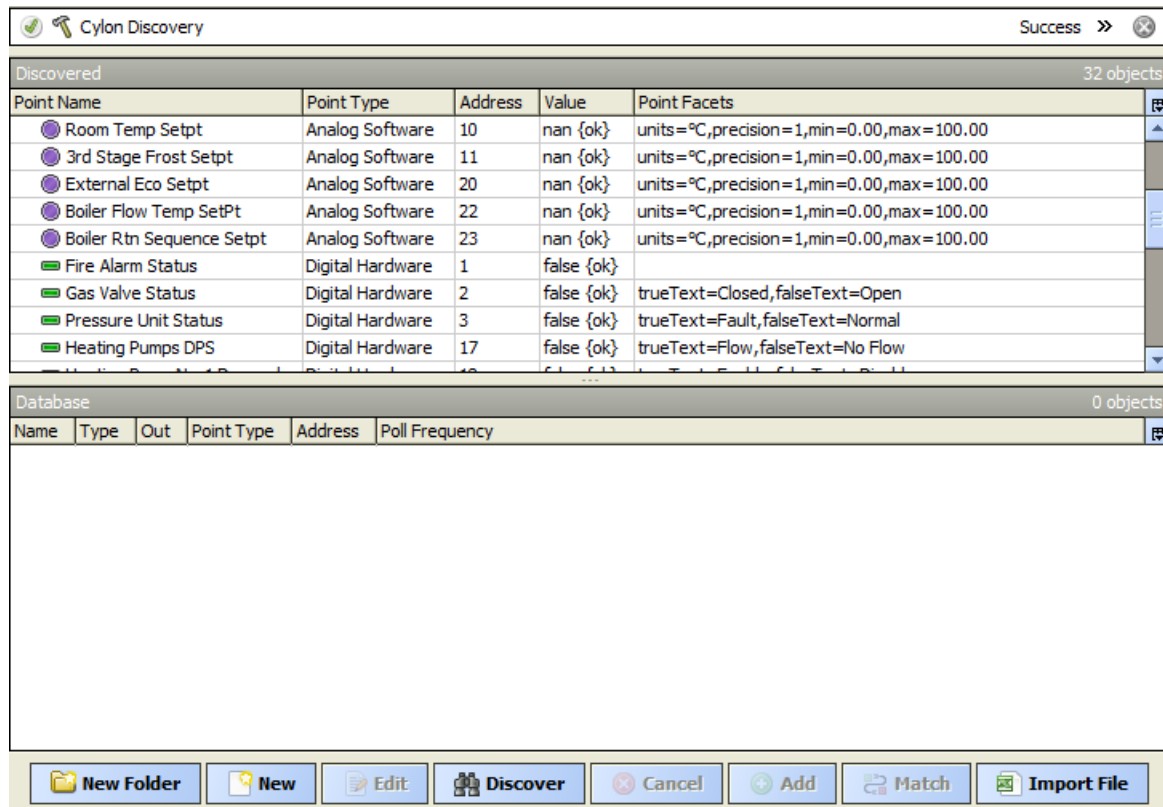 Cylon Discovery Success »
Discovered 32 objects
Point Name Point Type Address Value Point Facets
Room Temp Setpt Analog Software 10 nan {ok} units=ºC,precision=1,min=0.00,max=100.00
3rd Stage Frost Setpt Analog Software 11 nan {ok} units=ºC,precision=1,min=0.00,max=100.00
External Eco Setpt Analog Software 20 nan {ok} units=ºC,precision=1,min=0.00,max=100.00
Boiler Flow Temp SetPt Analog Software 22 nan {ok} units=ºC,precision=1,min=0.00,max=100.00
Boiler Rtn Sequence Setpt Analog Software 23 nan {ok} units=ºC,precision=1,min=0.00,max=100.00
Fire Alarm Status Digital Hardware 1 false {ok}
Gas Valve Status Digital Hardware 2 false {ok} trueText=Closed,falseText=Open
Pressure Unit Status Digital Hardware 3 false {ok} trueText=Fault,falseText=Normal
Heating Pumps DPS Digital Hardware 17 false {ok} trueText=Flow,falseText=No Flow
Database 0 objects
Name Type Out Point Type Address Poll Frequency
New Folder New Edit Discover Cancel Add Match Import File